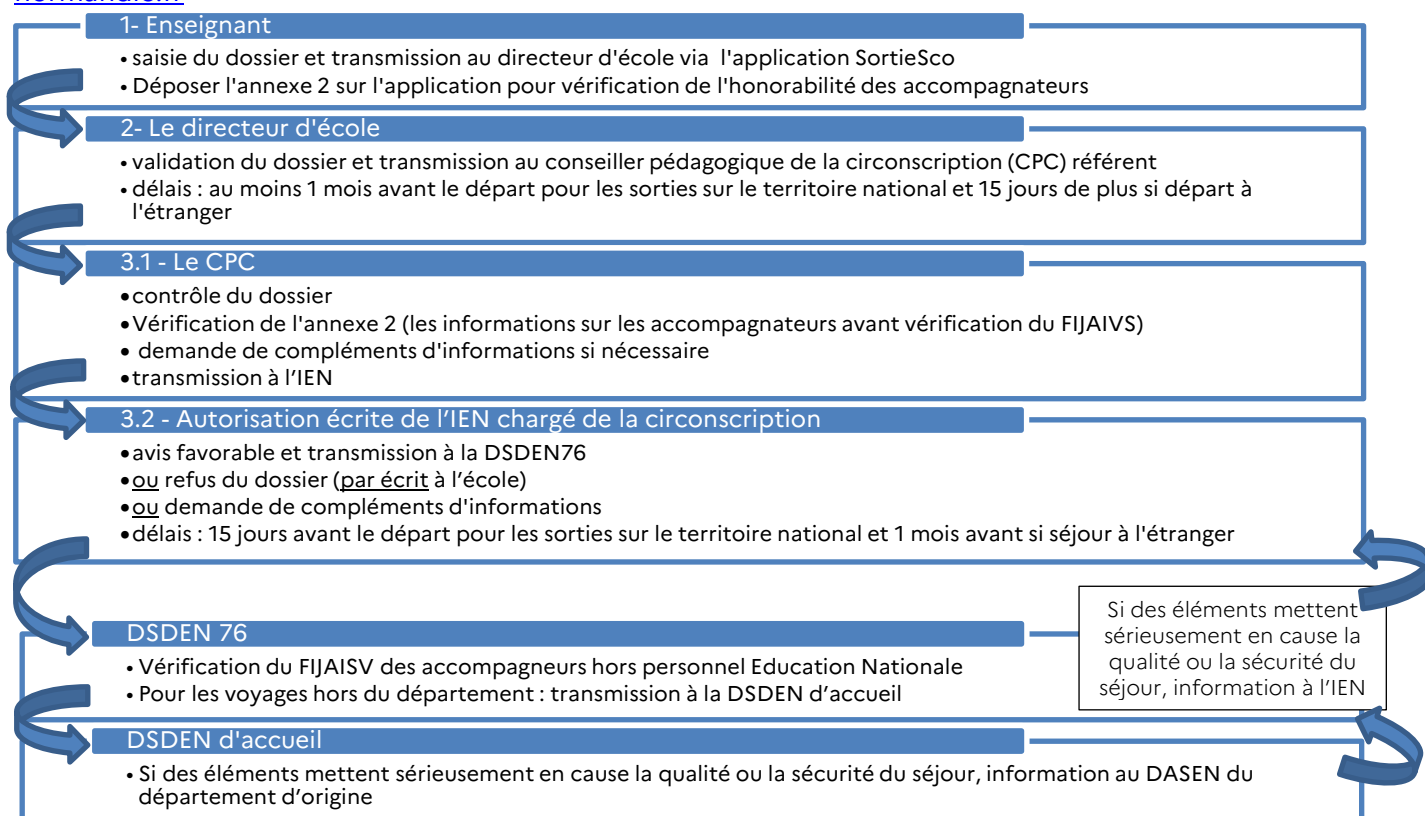 1- Enseignant
• saisie du dossier et transmission au directeur d'école via l'application SortieSco
• Déposer l'annexe 2 sur l'application pour vérification de l'honorabilité des accompagnateurs
2- Le directeur d'école
• validation du dossier et transmission au conseiller pédagogique de la circonscription (CPC) référent
• délais : au moins 1 mois avant le départ pour les sorties sur le territoire national et 15 jours de plus si départ à
l'étranger
3.1 - Le CPC
• contrôle du dossier
• Vérification de l'annexe 2 (les informations sur les accompagnateurs avant vérification du FIJAIVS)
• demande de compléments d'informations si nécessaire
• transmission à l’IEN
3.2 - Autorisation écrite de l’IEN chargé de la circonscription
• avis favorable et transmission à la DSDEN76
• ou refus du dossier (par écrit à l’école)
• ou demande de compléments d'informations
• délais : 15 jours avant le départ pour les sorties sur le territoire national et 1 mois avant si séjour à l'étranger
Si des éléments mettent
sérieusement en cause la
qualité ou la sécurité du
séjour, information à l’IEN
DSDEN 76
• Vérification du FIJAISV des accompagneurs hors personnel Education Nationale
• Pour les voyages hors du département : transmission à la DSDEN d’accueil
DSDEN d'accueil
• Si des éléments mettent sérieusement en cause la qualité ou la sécurité du séjour, information au DASEN du
département d’origine